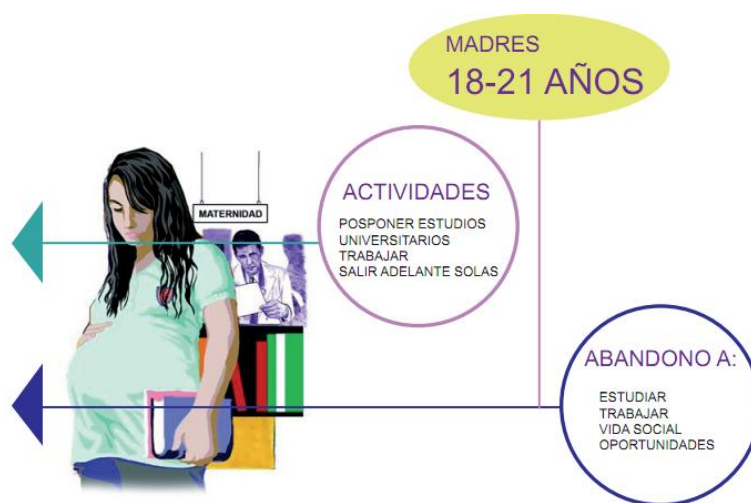 MADRES
18-21 AÑOS
ACTIVIDADES
POSPONER ESTUDIOS
UNIVERSITARIOS
TRABAJAR
SALIR ADELANTE SOLAS
MATERNIDAD
ABANDONO A:
ESTUDIAR
TRABAJAR
VIDA SOCIAL
OPORTUNIDADES